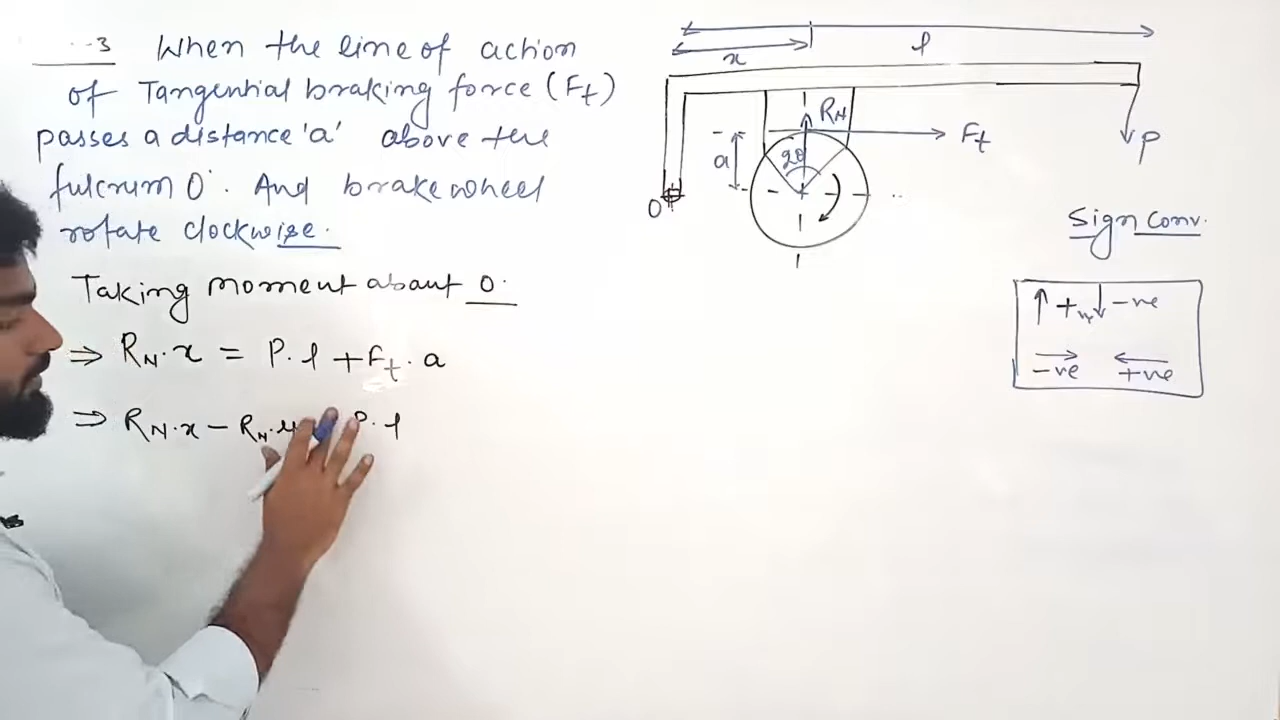 ..3 When the line of action
of Tangential braking force (Ft)
passes a distance 'a' above the
fulcrum O. And brake wheel
rotate clockwise.
Taking moment about O.
⇒ RN.x = P.l + Ft.a
⇒ RN.x - RN. P.l
l
x
RN
Ft
P
a
2θ
O
Sign conv.
↑ +ve ↓ -ve
→ -ve ← +ve